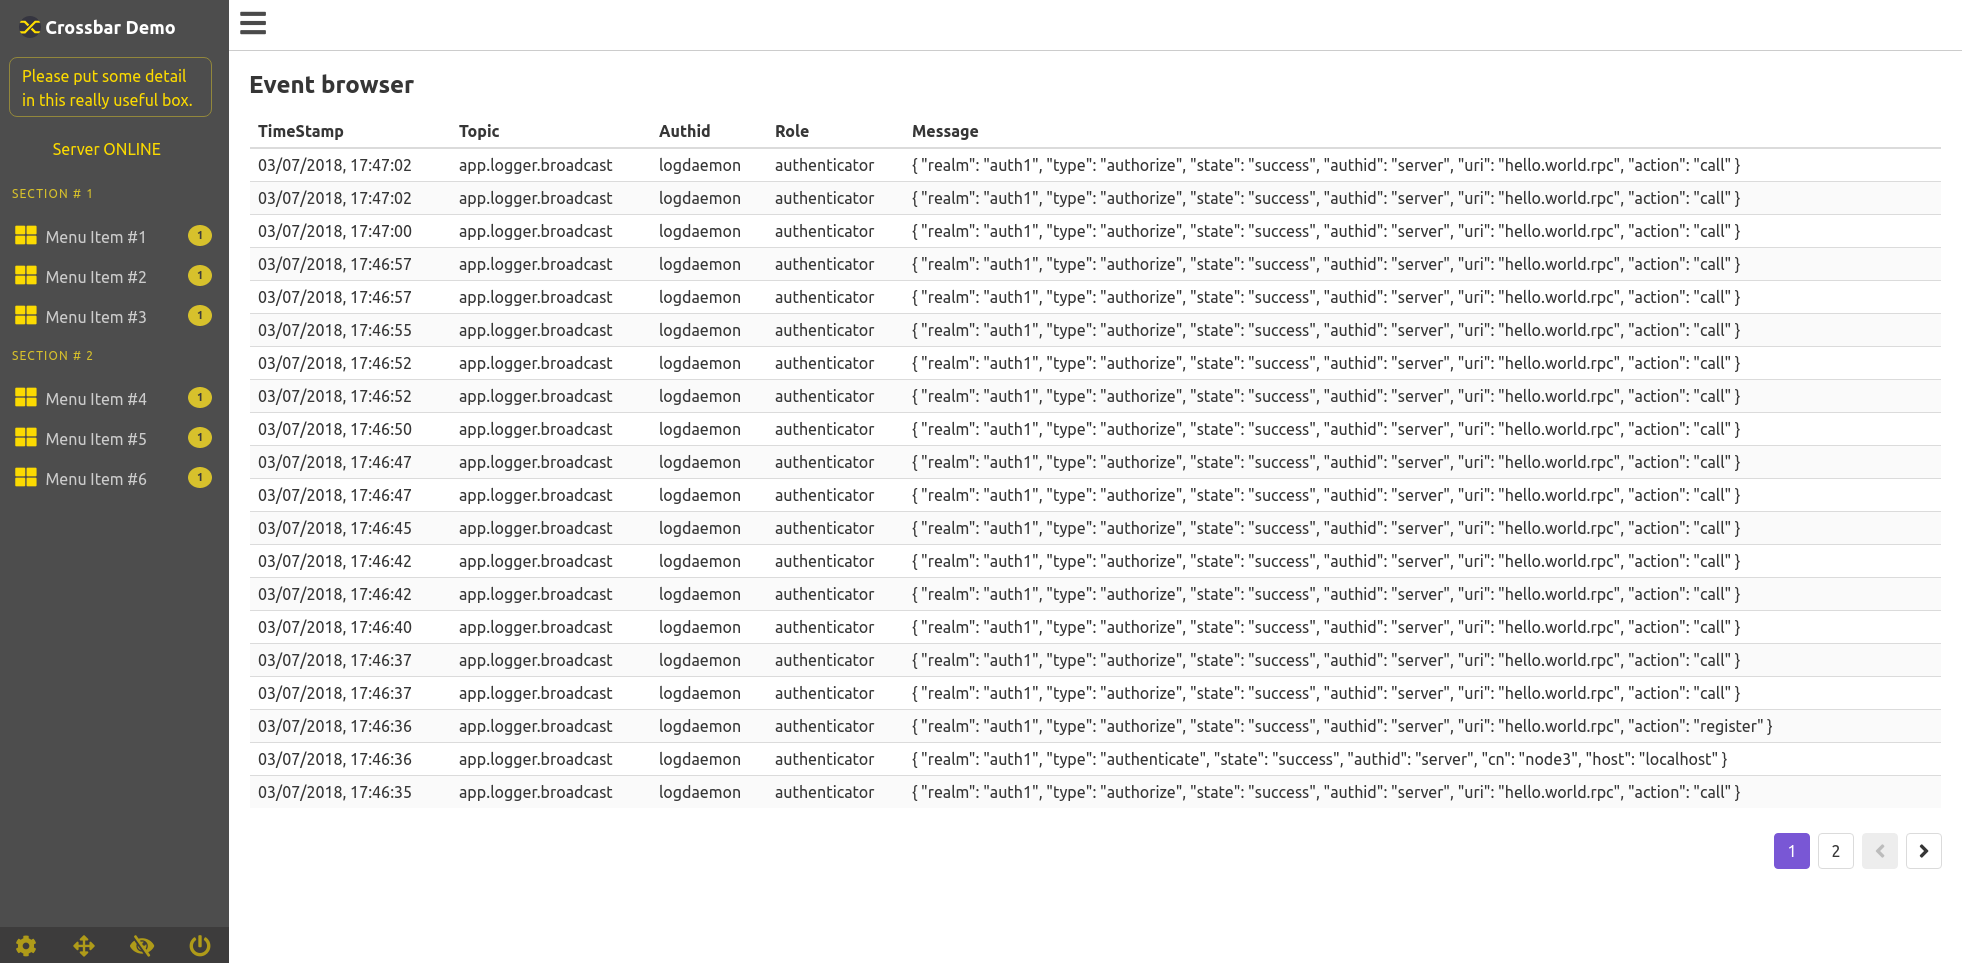 Crossbar Demo
Please put some detail
in this really useful box.
Server ONLINE
SECTION # 1
Menu Item #1 1
Menu Item #2 1
Menu Item #3 1
SECTION # 2
Menu Item #4 1
Menu Item #5 1
Menu Item #6 1
Event browser
TimeStamp Topic Authid Role Message
03/07/2018, 17:47:02 app.logger.broadcast logdaemon authenticator { "realm": "auth1", "type": "authorize", "state": "success", "authid": "server", "uri": "hello.world.rpc", "action": "call" }
03/07/2018, 17:47:02 app.logger.broadcast logdaemon authenticator { "realm": "auth1", "type": "authorize", "state": "success", "authid": "server", "uri": "hello.world.rpc", "action": "call" }
03/07/2018, 17:47:00 app.logger.broadcast logdaemon authenticator { "realm": "auth1", "type": "authorize", "state": "success", "authid": "server", "uri": "hello.world.rpc", "action": "call" }
03/07/2018, 17:46:57 app.logger.broadcast logdaemon authenticator { "realm": "auth1", "type": "authorize", "state": "success", "authid": "server", "uri": "hello.world.rpc", "action": "call" }
03/07/2018, 17:46:57 app.logger.broadcast logdaemon authenticator { "realm": "auth1", "type": "authorize", "state": "success", "authid": "server", "uri": "hello.world.rpc", "action": "call" }
03/07/2018, 17:46:55 app.logger.broadcast logdaemon authenticator { "realm": "auth1", "type": "authorize", "state": "success", "authid": "server", "uri": "hello.world.rpc", "action": "call" }
03/07/2018, 17:46:52 app.logger.broadcast logdaemon authenticator { "realm": "auth1", "type": "authorize", "state": "success", "authid": "server", "uri": "hello.world.rpc", "action": "call" }
03/07/2018, 17:46:52 app.logger.broadcast logdaemon authenticator { "realm": "auth1", "type": "authorize", "state": "success", "authid": "server", "uri": "hello.world.rpc", "action": "call" }
03/07/2018, 17:46:50 app.logger.broadcast logdaemon authenticator { "realm": "auth1", "type": "authorize", "state": "success", "authid": "server", "uri": "hello.world.rpc", "action": "call" }
03/07/2018, 17:46:47 app.logger.broadcast logdaemon authenticator { "realm": "auth1", "type": "authorize", "state": "success", "authid": "server", "uri": "hello.world.rpc", "action": "call" }
03/07/2018, 17:46:47 app.logger.broadcast logdaemon authenticator { "realm": "auth1", "type": "authorize", "state": "success", "authid": "server", "uri": "hello.world.rpc", "action": "call" }
03/07/2018, 17:46:45 app.logger.broadcast logdaemon authenticator { "realm": "auth1", "type": "authorize", "state": "success", "authid": "server", "uri": "hello.world.rpc", "action": "call" }
03/07/2018, 17:46:42 app.logger.broadcast logdaemon authenticator { "realm": "auth1", "type": "authorize", "state": "success", "authid": "server", "uri": "hello.world.rpc", "action": "call" }
03/07/2018, 17:46:42 app.logger.broadcast logdaemon authenticator { "realm": "auth1", "type": "authorize", "state": "success", "authid": "server", "uri": "hello.world.rpc", "action": "call" }
03/07/2018, 17:46:40 app.logger.broadcast logdaemon authenticator { "realm": "auth1", "type": "authorize", "state": "success", "authid": "server", "uri": "hello.world.rpc", "action": "call" }
03/07/2018, 17:46:37 app.logger.broadcast logdaemon authenticator { "realm": "auth1", "type": "authorize", "state": "success", "authid": "server", "uri": "hello.world.rpc", "action": "call" }
03/07/2018, 17:46:37 app.logger.broadcast logdaemon authenticator { "realm": "auth1", "type": "authorize", "state": "success", "authid": "server", "uri": "hello.world.rpc", "action": "call" }
03/07/2018, 17:46:36 app.logger.broadcast logdaemon authenticator { "realm": "auth1", "type": "authorize", "state": "success", "authid": "server", "uri": "hello.world.rpc", "action": "register" }
03/07/2018, 17:46:36 app.logger.broadcast logdaemon authenticator { "realm": "auth1", "type": "authenticate", "state": "success", "authid": "server", "cn": "node3", "host": "localhost" }
03/07/2018, 17:46:35 app.logger.broadcast logdaemon authenticator { "realm": "auth1", "type": "authorize", "state": "success", "authid": "server", "uri": "hello.world.rpc", "action": "call" }
1 2